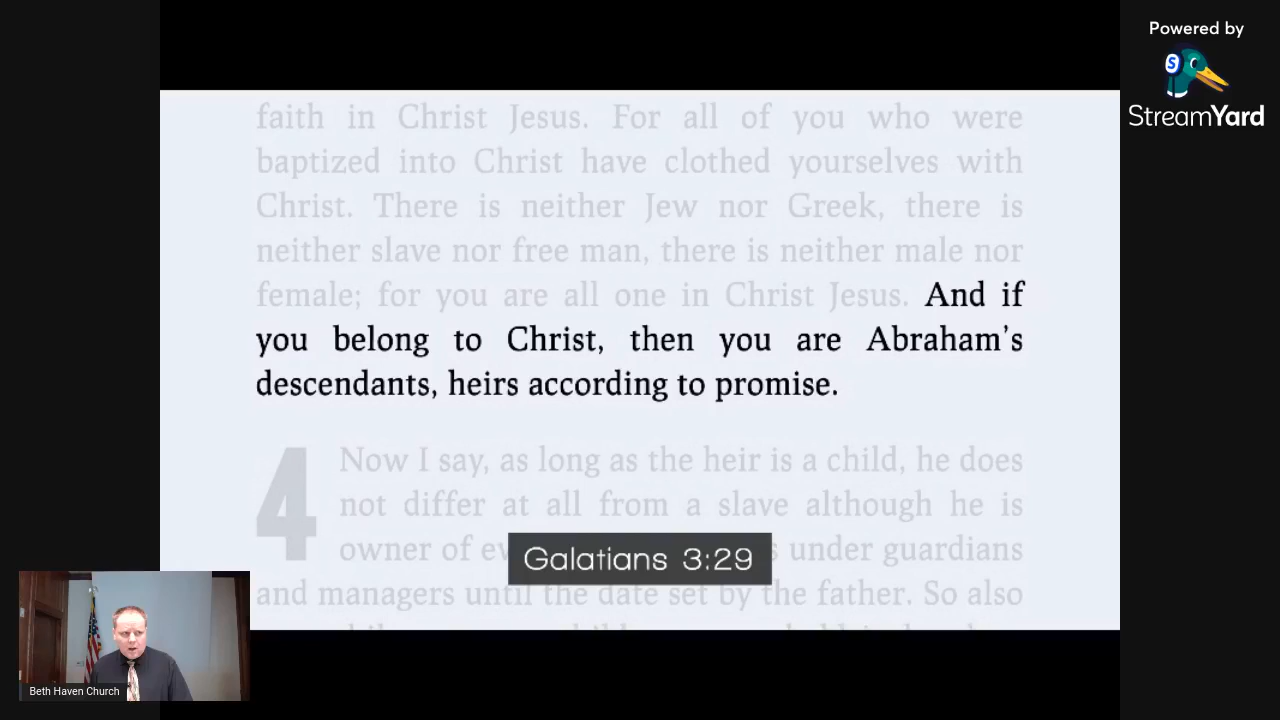 Powered by
StreamYard
faith in Christ Jesus. For all of you who were
baptized into Christ have clothed yourselves with
Christ. There is neither Jew nor Greek, there is
neither slave nor free man, there is neither male nor
female; for you are all one in Christ Jesus. And if
you belong to Christ, then you are Abraham's
descendants, heirs according to promise.
4 Now I say, as long as the heir is a child, he does
not differ at all from a slave although he is
owner of under guardians
Galatians 3:29
and managers until the date set by the father. So also
Beth Haven Church